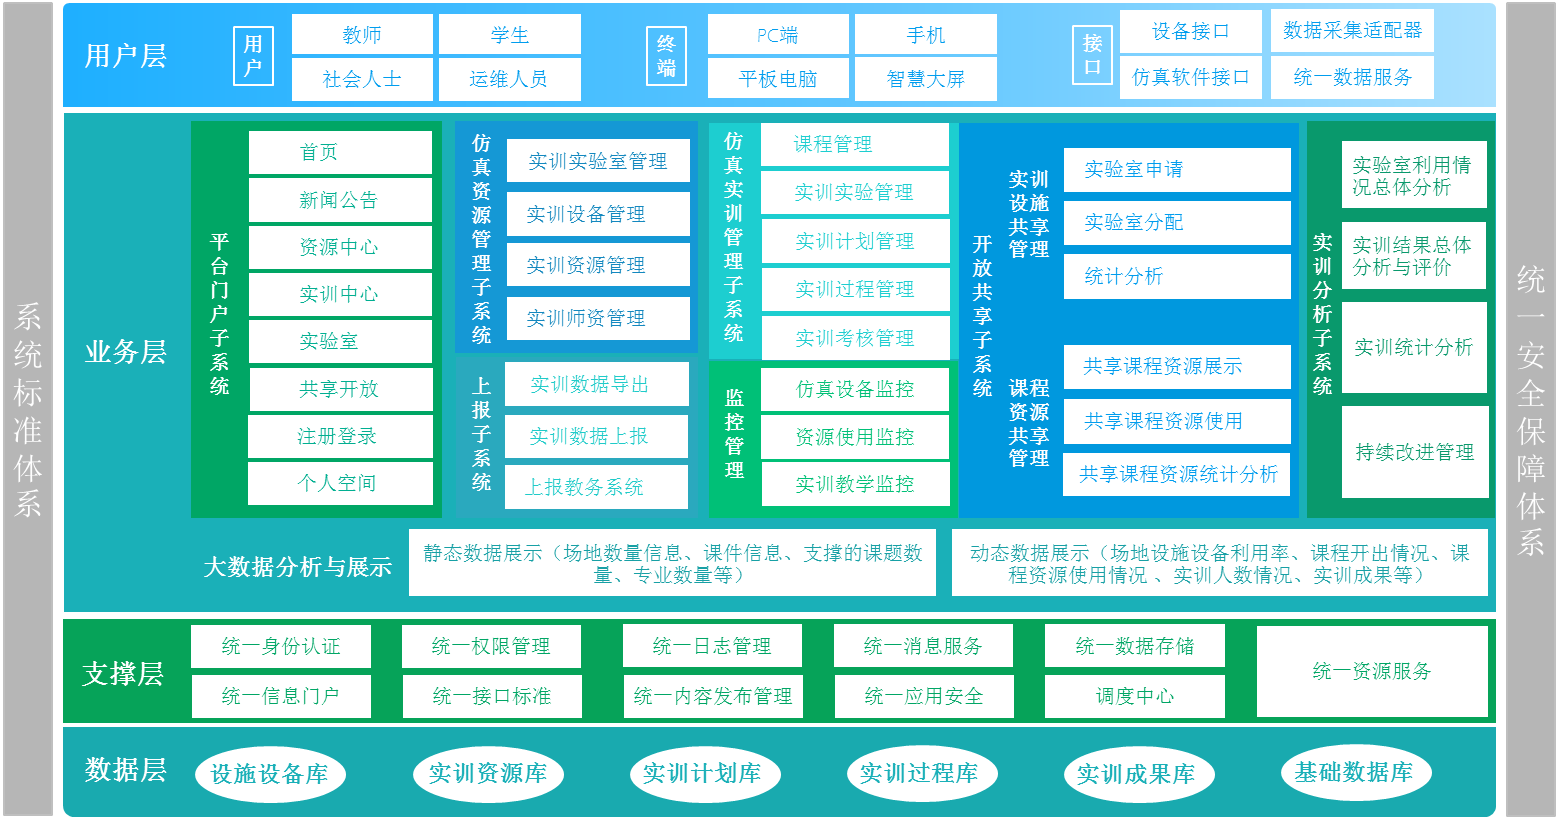 系统标准体系
用户层
用户
教师
学生
社会人士
运维人员
终端
PC端
手机
平板电脑
智慧大屏
接口
设备接口
数据采集适配器
仿真软件接口
统一数据服务
业务层
平台门户子系统
首页
新闻公告
资源中心
实训中心
实验室
共享开放
注册登录
个人空间
仿真资源管理子系统
实训实验室管理
实训设备管理
实训资源管理
实训师资管理
上报子系统
实训数据导出
实训数据上报
上报教务系统
仿真实训管理子系统
课程管理
实训实验管理
实训计划管理
实训过程管理
实训考核管理
监控管理
仿真设备监控
资源使用监控
实训教学监控
开放共享子系统
实训
设施
共享
管理
实验室申请
实验室分配
统计分析
课程
资源
共享
管理
共享课程资源展示
共享课程资源使用
共享课程资源统计分析
实训分析子系统
实验室利用情
况总体分析
实训结果总体
分析与评价
实训统计分析
持续改进管理
大数据分析与展示
静态数据展示（场地数量信息、课件信息、支撑的课题数
量、专业数量等）
动态数据展示（场地设施设备利用率、课程开出情况、课
程资源使用情况 、实训人数情况、实训成果等）
支撑层
统一身份认证
统一权限管理
统一日志管理
统一消息服务
统一数据存储
统一资源服务
统一信息门户
统一接口标准
统一内容发布管理
统一应用安全
调度中心
数据层
设施设备库
实训资源库
实训计划库
实训过程库
实训成果库
基础数据库
统一安全保障体系